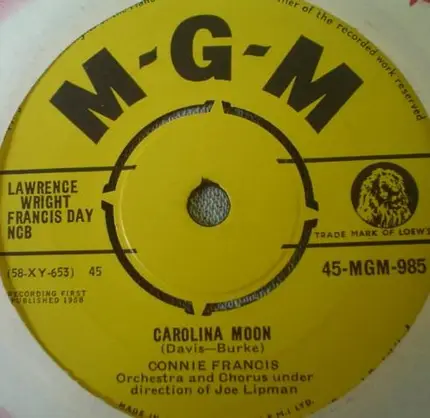 of the recorded work reserved
M-G-M
LAWRENCE
WRIGHT
FRANCIS DAY
NCB
TRADE MARK OF LOEW'S
(58-XY-653) 45
45-MGM-985
RECORDING FIRST
PUBLISHED 1958
CAROLINA MOON
(Davis—Burke)
CONNIE FRANCIS
Orchestra and Chorus under
direction of Joe Lipman
M.I. LTD.